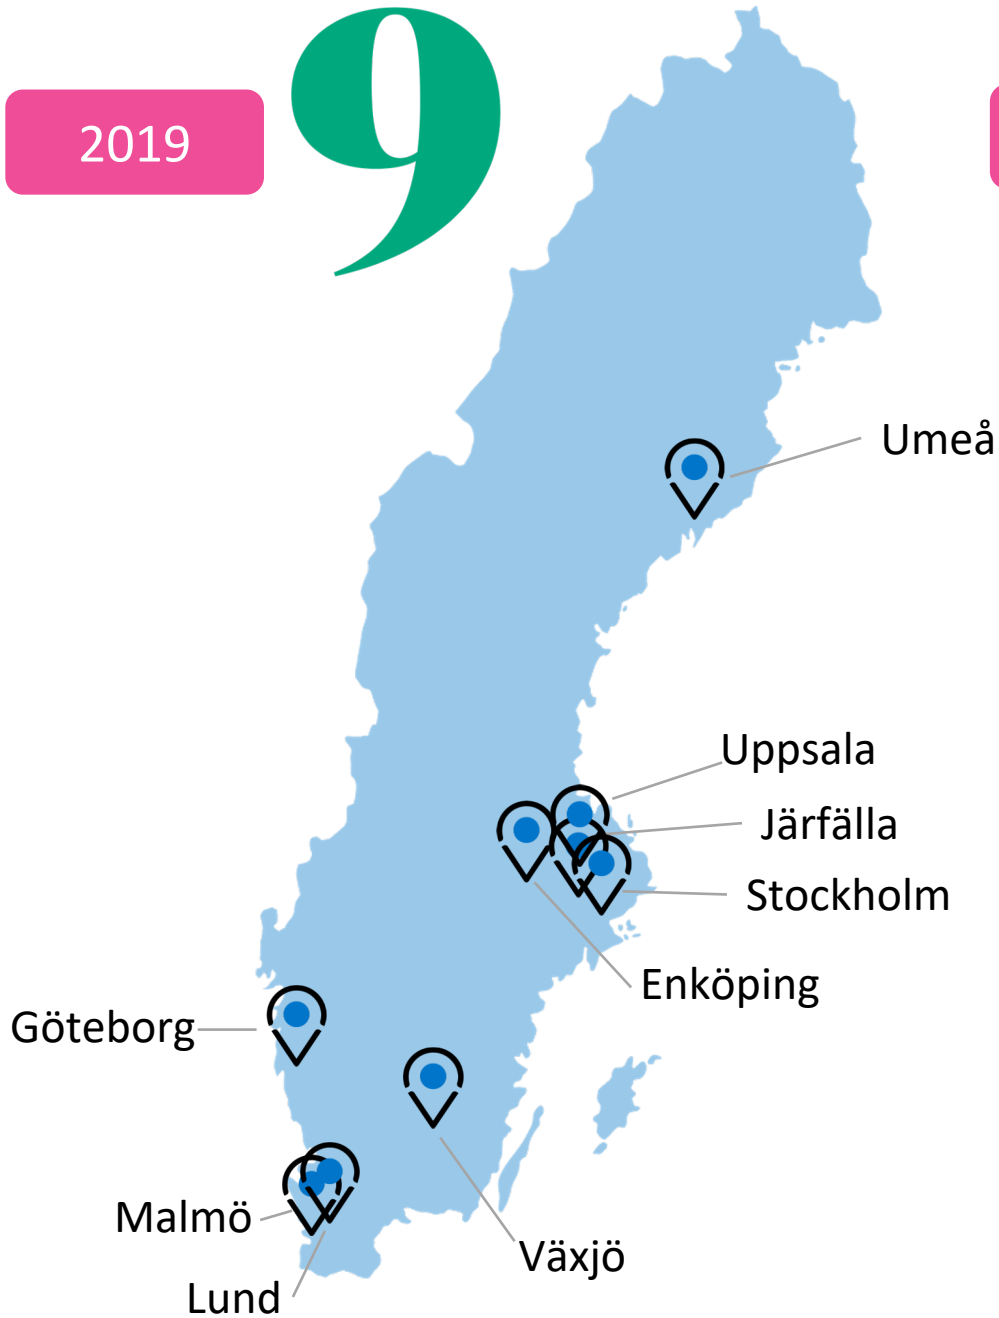 2019
9
Umeå
Uppsala
Järfälla
Stockholm
Enköping
Göteborg
Växjö
Malmö
Lund